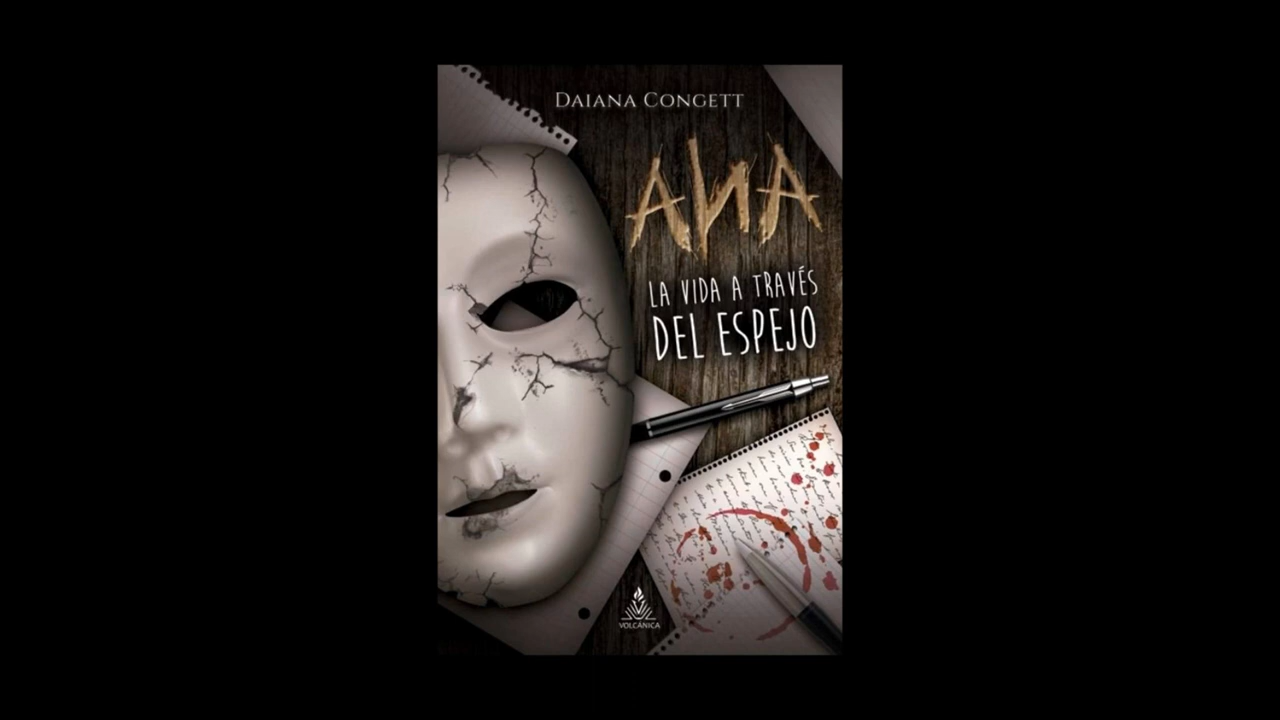 DAIANA CONGETT
ANA
LA VIDA A TRAVÉS
DEL ESPEJO
VOLCÁNICA